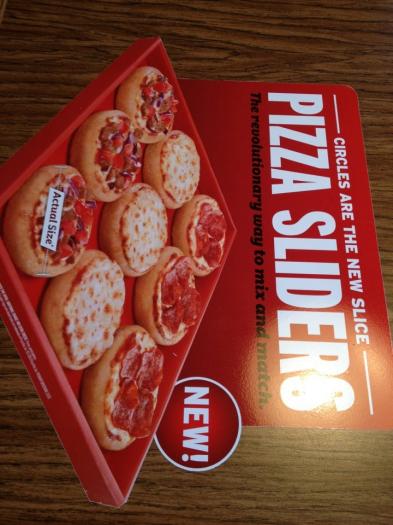 CIRCLES ARE THE NEW SLICE
PIZZA SLIDERS
The revolutionary way to mix and match.
Actual Size*
NEW!